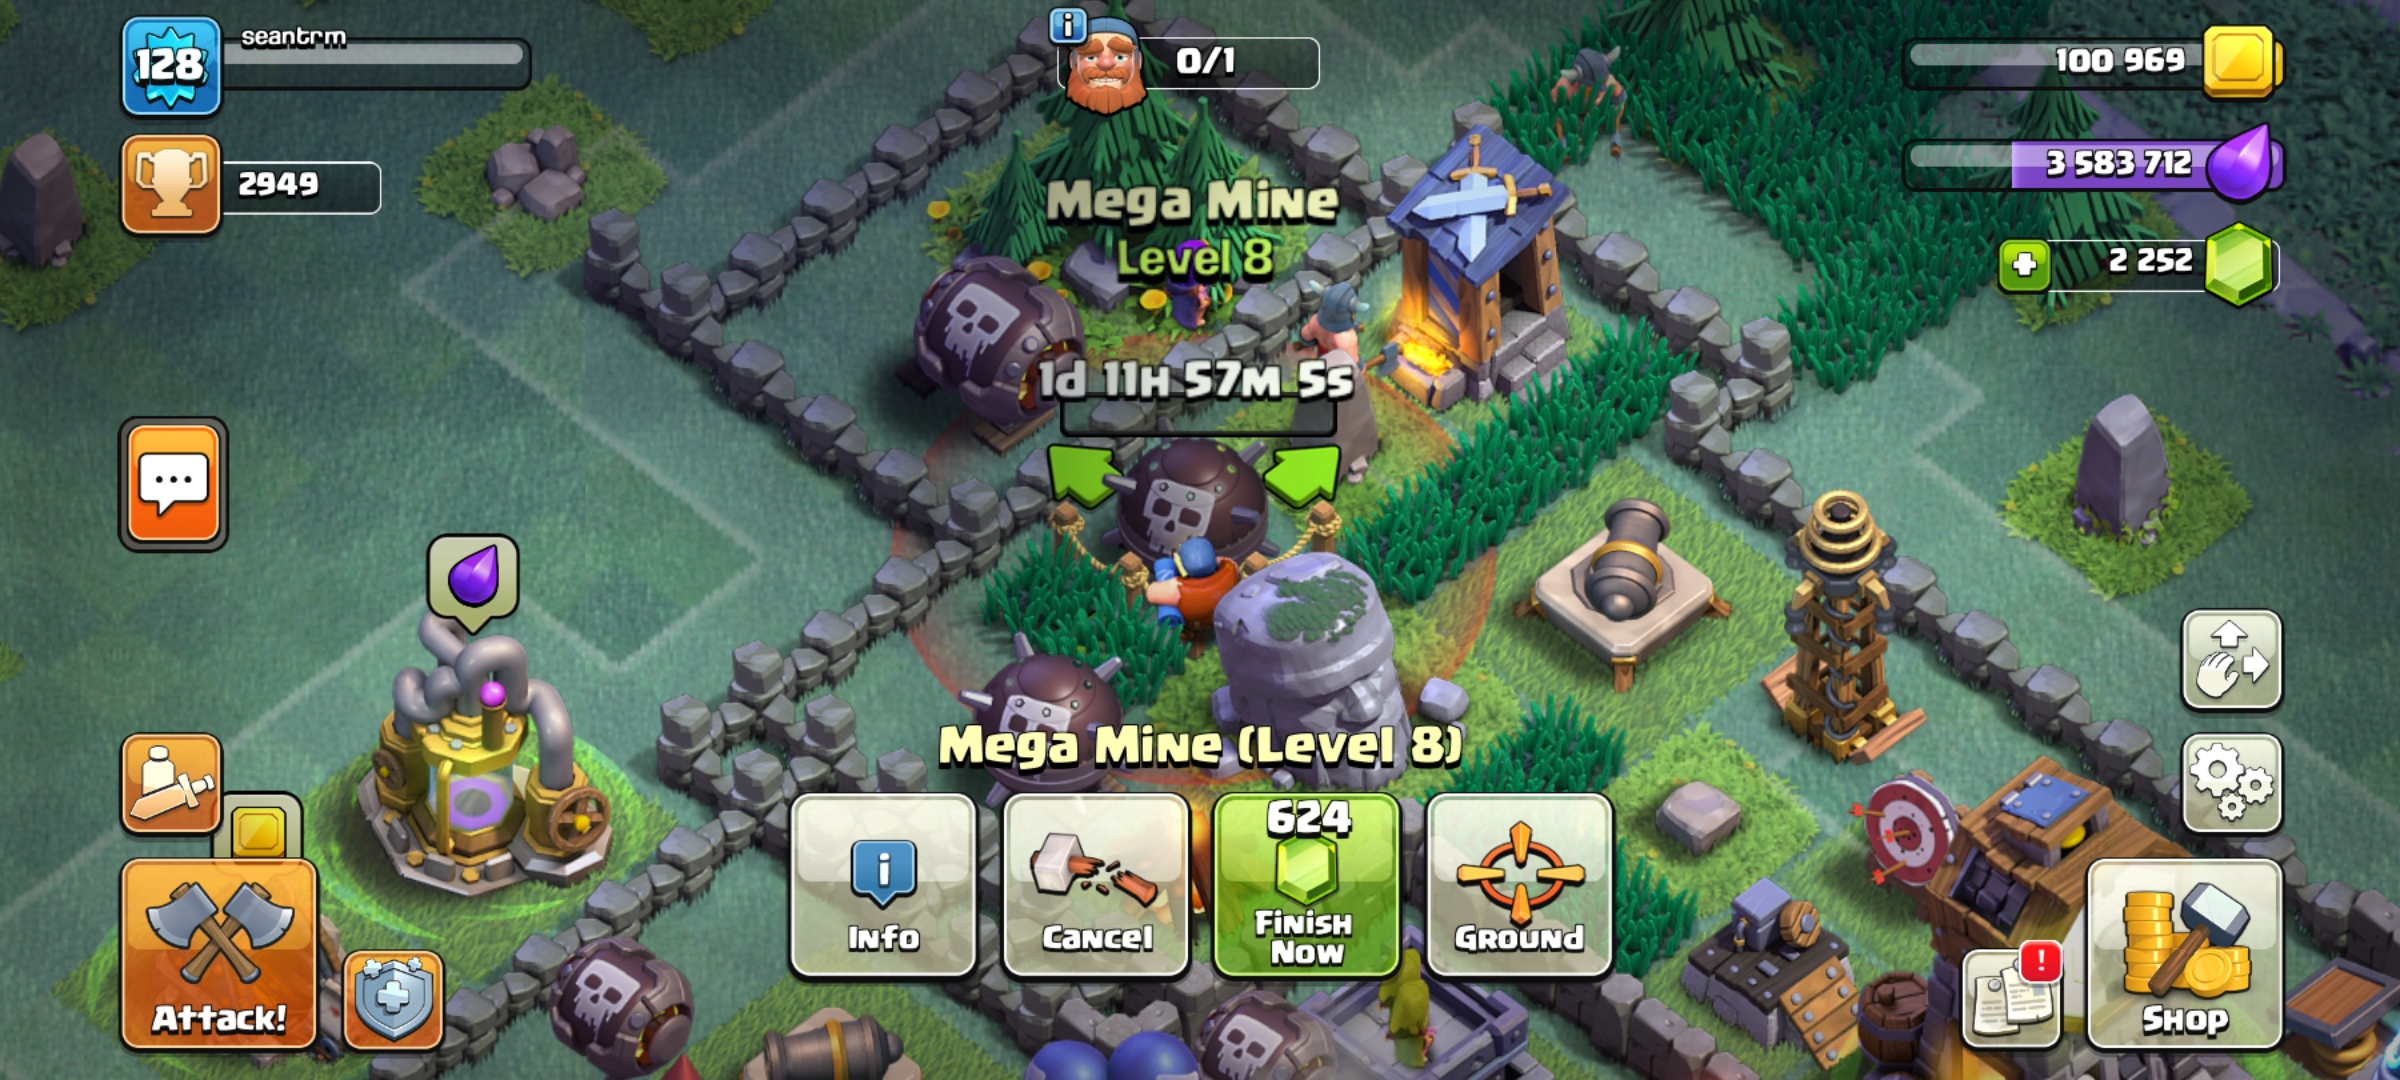 128
seantrm
0/1
100 969
2949
3 583 712
2 252
Mega Mine
Level 8
1d 11H 57M 5s
Mega Mine (Level 8)
Info
Cancel
624
Finish
Now
Ground
Attack!
!
Shop